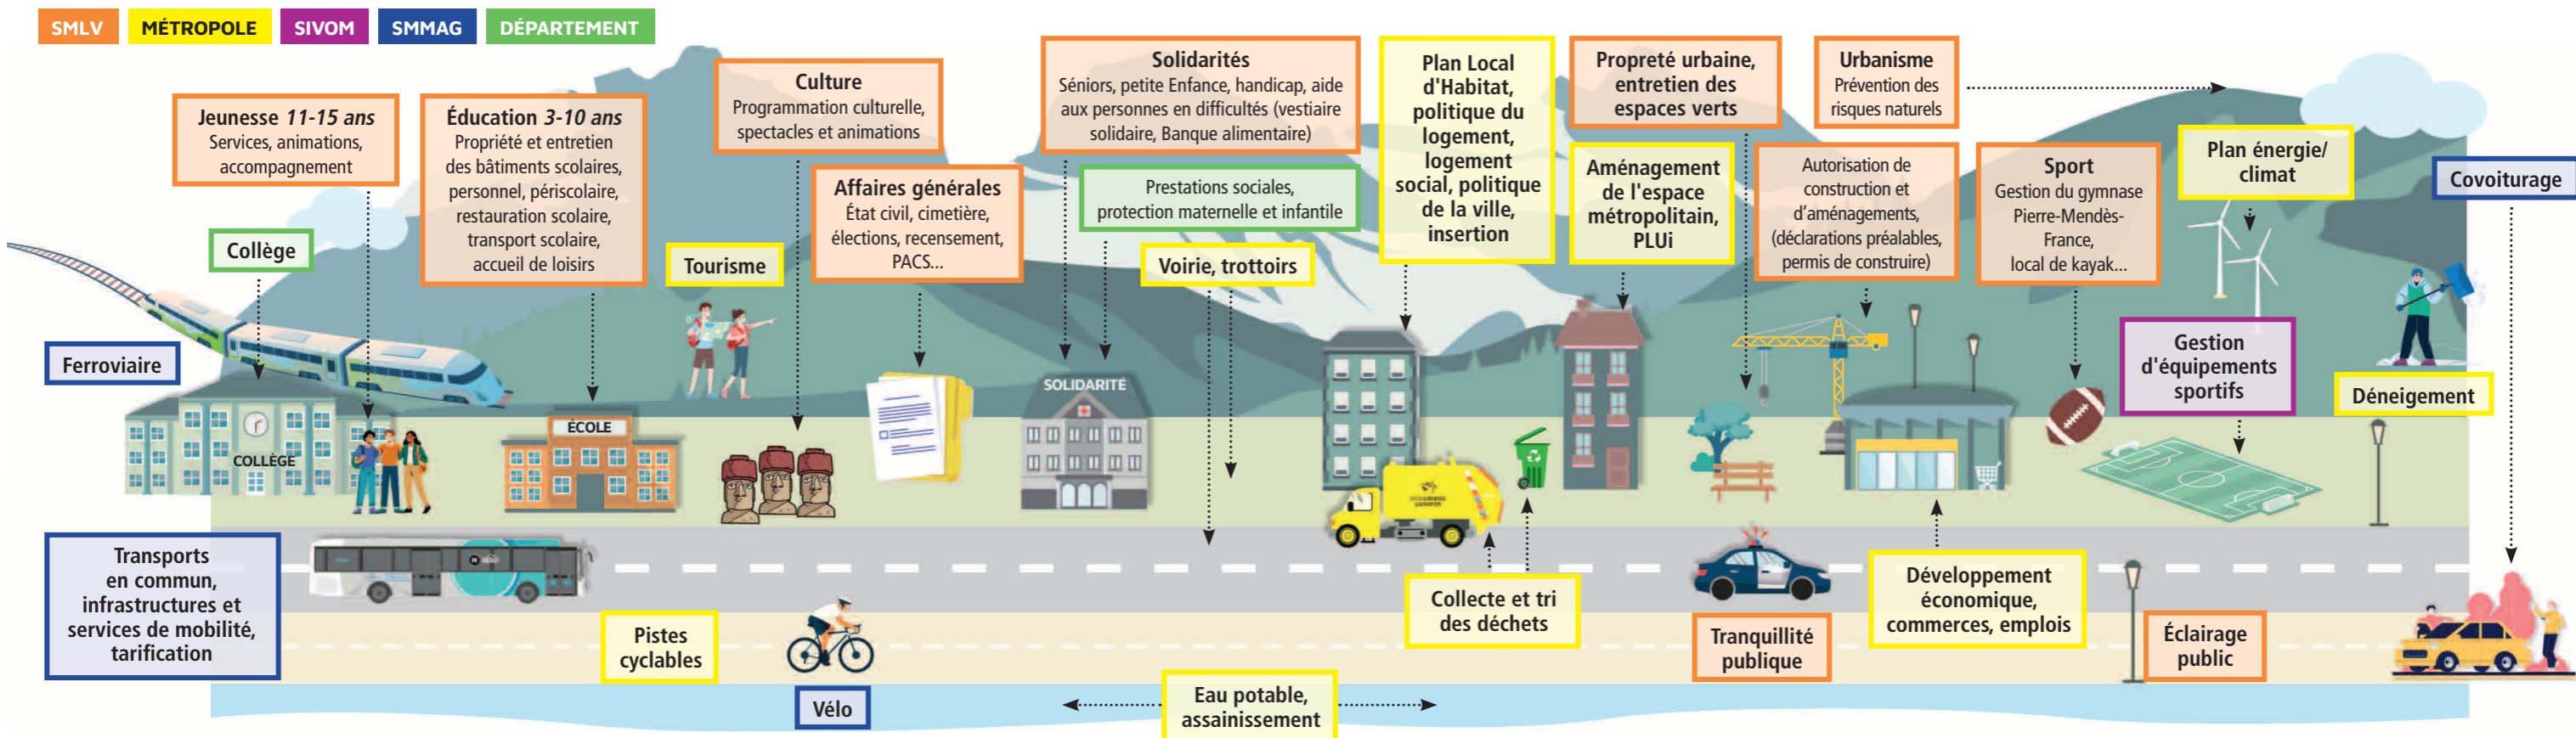 SMLV
MÉTROPOLE
SIVOM
SMMAG
DÉPARTEMENT
Jeunesse 11-15 ans
Services, animations,
accompagnement
Éducation 3-10 ans
Propriété et entretien
des bâtiments scolaires,
personnel, périscolaire,
restauration scolaire,
transport scolaire,
accueil de loisirs
Culture
Programmation culturelle,
spectacles et animations
Affaires générales
État civil, cimetière,
élections, recensement,
PACS...
Solidarités
Séniors, petite Enfance, handicap, aide
aux personnes en difficultés (vestiaire
solidaire, Banque alimentaire)
Prestations sociales,
protection maternelle et infantile
Voirie, trottoirs
Plan Local
d'Habitat,
politique du
logement,
logement
social, politique
de la ville,
insertion
Propreté urbaine,
entretien des
espaces verts
Aménagement
de l'espace
métropolitain,
PLUi
Urbanisme
Prévention des
risques naturels
Autorisation de
construction et
d'aménagements,
(déclarations préalables,
permis de construire)
Sport
Gestion du gymnase
Pierre-Mendès-
France,
local de kayak...
Plan énergie/
climat
Covoiturage
Collège
Tourisme
Ferroviaire
Gestion
d'équipements
sportifs
Déneigement
COLLÈGE
ÉCOLE
SOLIDARITÉ
Transports
en commun,
infrastructures et
services de mobilité,
tarification
Pistes
cyclables
Vélo
Eau potable,
assainissement
Collecte et tri
des déchets
Tranquillité
publique
Développement
économique,
commerces, emplois
Éclairage
public